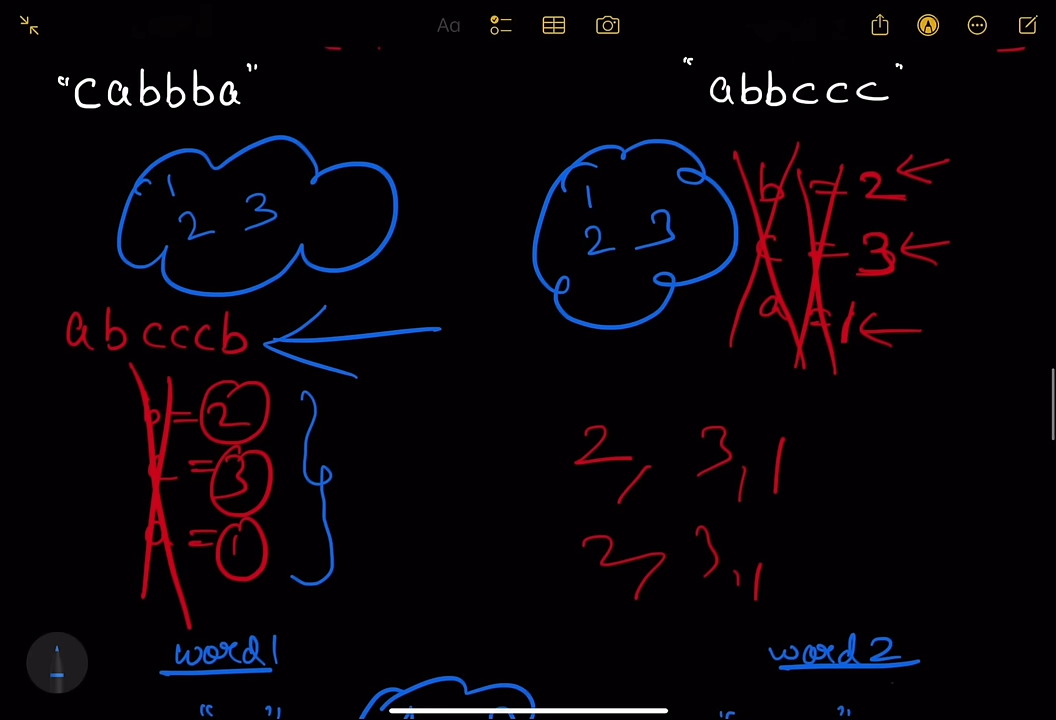 Aa
"cabbba"
"abbccc"
1
2 3
1
2 3
b = 2
c = 3
a = 1
abcccb
b = 2
c = 3
a = 1
2, 3, 1
2, 3, 1
word1
word2
" "
" "